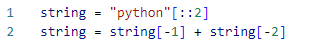 1 string = "python"[::2]
2 string = string[-1] + string[-2]